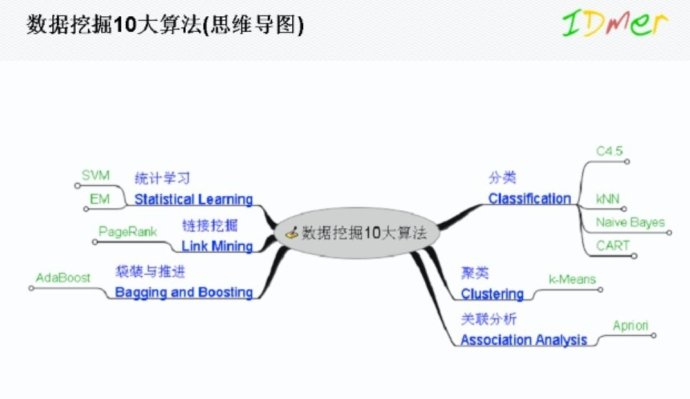 数据挖掘10大算法(思维导图)
IDmer
数据挖掘10大算法
统计学习
Statistical Learning
SVM
EM
链接挖掘
Link Mining
PageRank
袋装与推进
Bagging and Boosting
AdaBoost
分类
Classification
C4.5
kNN
Naive Bayes
CART
聚类
Clustering
k-Means
关联分析
Association Analysis
Apriori